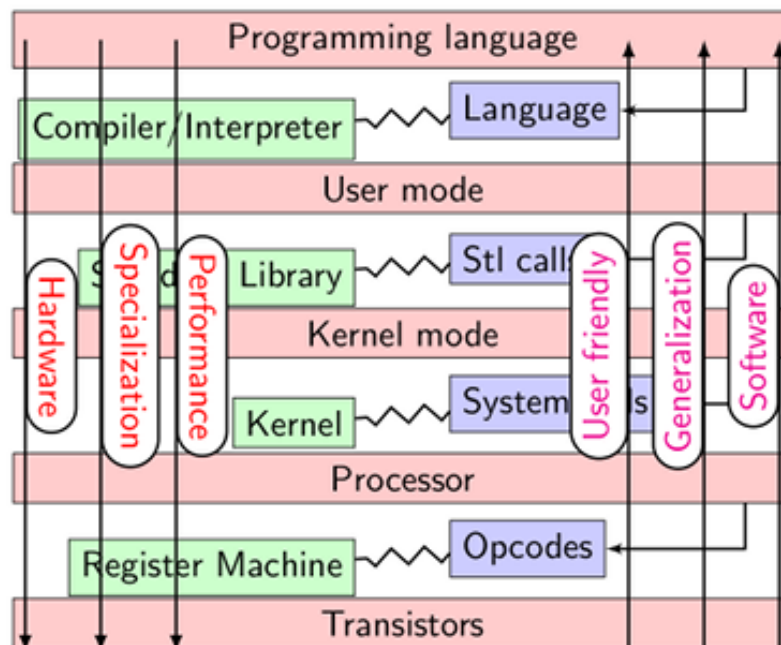 Programming language
Language
Compiler/Interpreter
User mode
Stl calls
Library
Kernel mode
System
Kernel
Processor
Opcodes
Register Machine
Transistors
Hardware
Specialization
Performance
User friendly
Generalization
Software